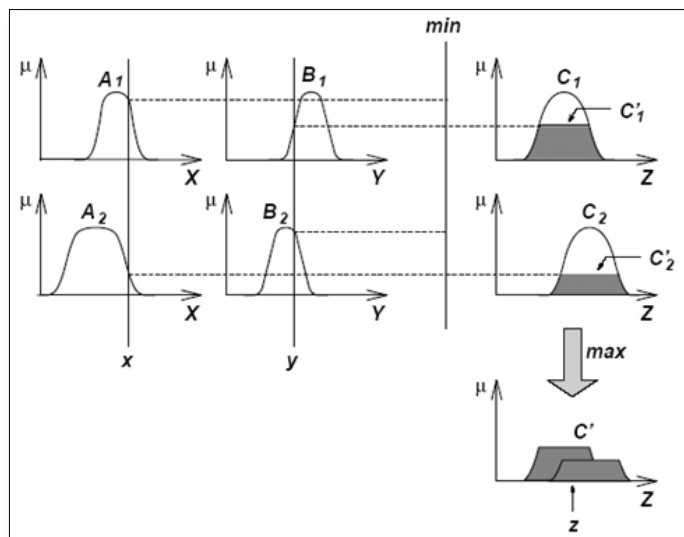 min
μ A1 X
μ B1 Y
μ C1 C'1 Z
μ A2 X
μ B2 Y
μ C2 C'2 Z
x y
max
μ C' Z
z